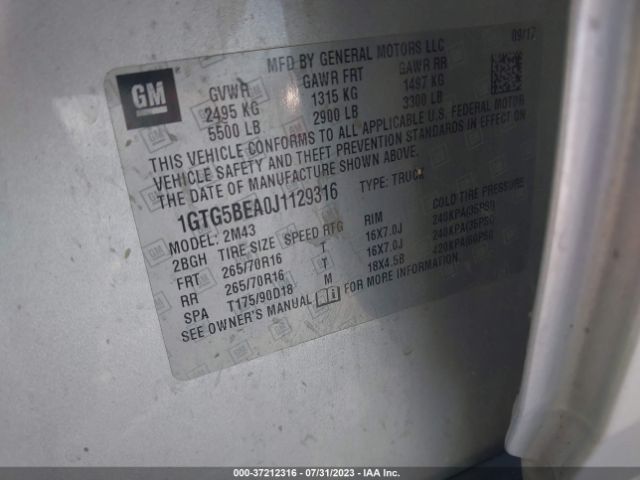 GM
MFD BY GENERAL MOTORS LLC 09/17
GVWR GAWR FRT GAWR RR
2495 KG 1315 KG 1497 KG
5500 LB 2900 LB 3300 LB
THIS VEHICLE CONFORMS TO ALL APPLICABLE U.S. FEDERAL MOTOR
VEHICLE SAFETY AND THEFT PREVENTION STANDARDS IN EFFECT ON
THE DATE OF MANUFACTURE SHOWN ABOVE.
1GTG5BEA0J1129316 TYPE: TRUCK
MODEL: 2M43
2BGH TIRE SIZE SPEED RTG RIM COLD TIRE PRESSURE
FRT 265/70R16 T 16X7.0J 240KPA(35PSI)
RR 265/70R16 T 16X7.0J 240KPA(35PSI)
SPA T175/90D18 M 18X4.5B 420KPA(60PSI)
SEE OWNER'S MANUAL FOR MORE INFORMATION.
000-37212316 - 07/31/2023 - IAA Inc.